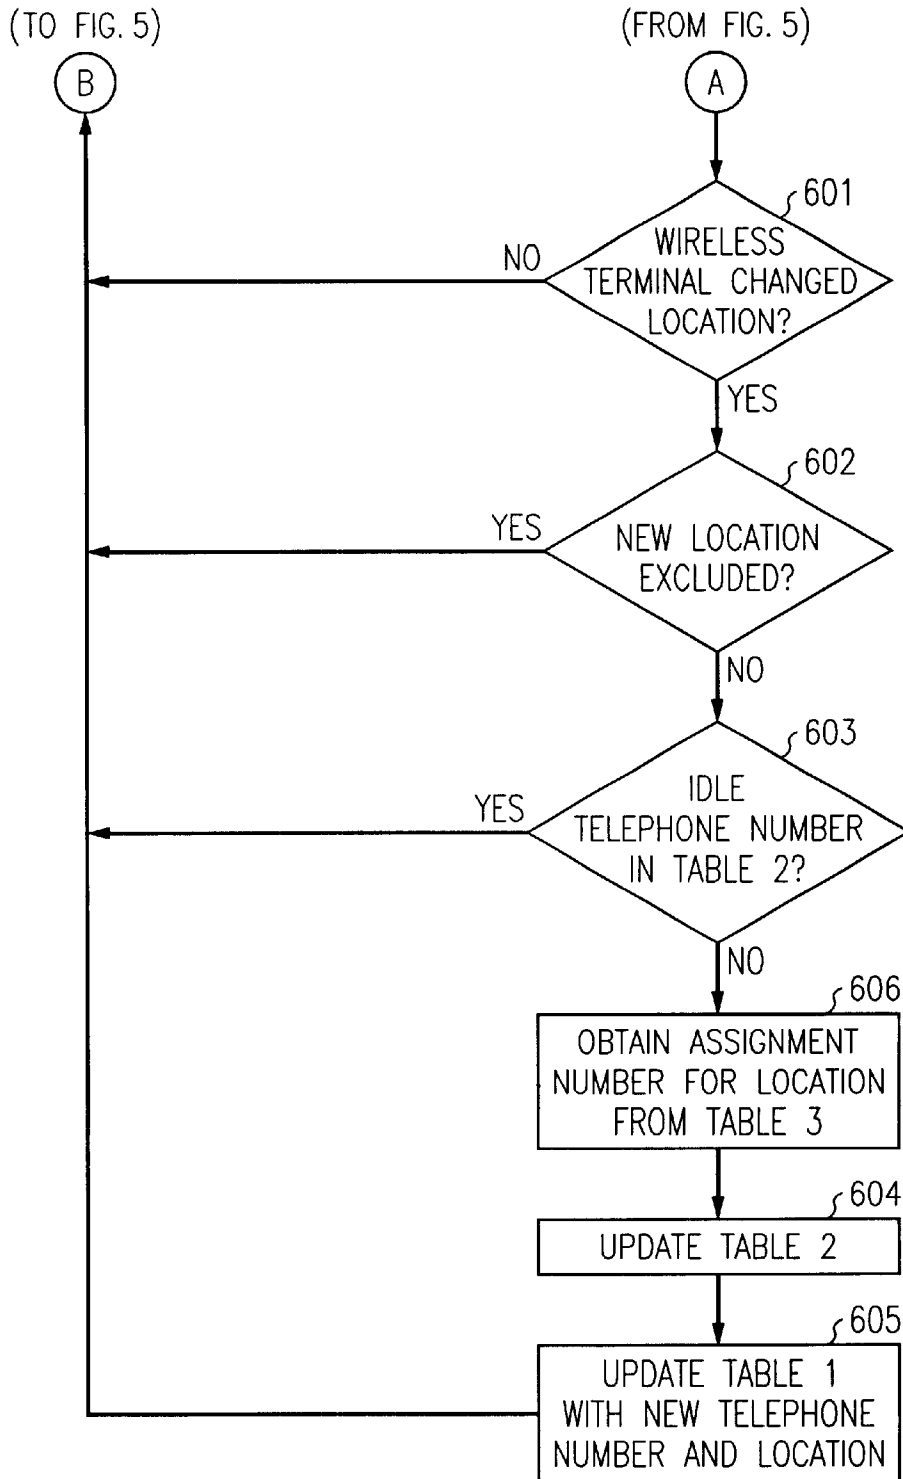 (TO FIG. 5)
(FROM FIG. 5)
B
A
601
WIRELESS
TERMINAL CHANGED
LOCATION?
NO
YES
602
NEW LOCATION
EXCLUDED?
YES
NO
603
IDLE
TELEPHONE NUMBER
IN TABLE 2?
YES
NO
606
OBTAIN ASSIGNMENT
NUMBER FOR LOCATION
FROM TABLE 3
604
UPDATE TABLE 2
605
UPDATE TABLE 1
WITH NEW TELEPHONE
NUMBER AND LOCATION